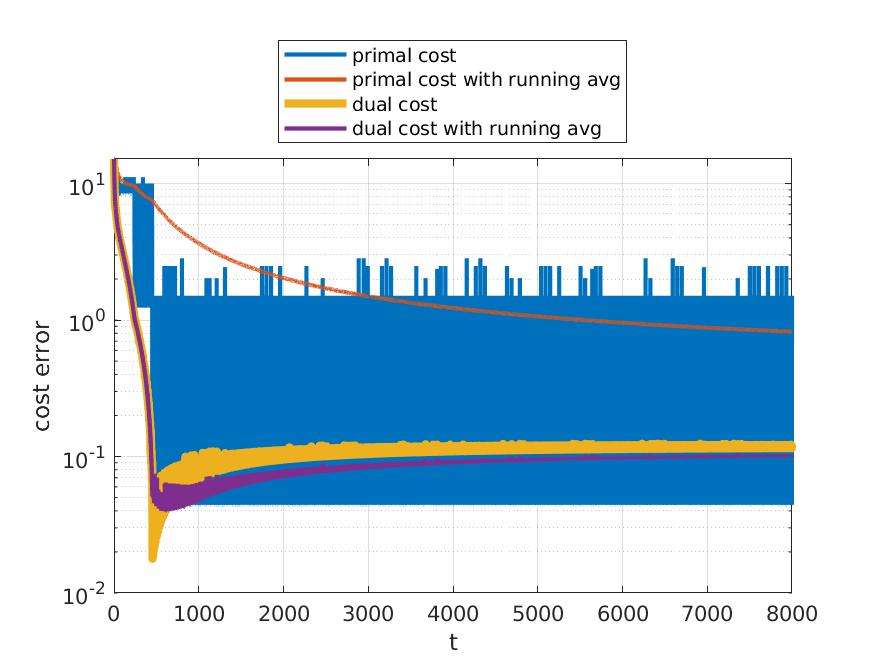 primal cost
primal cost with running avg
dual cost
dual cost with running avg
10^1
10^0
10^-1
10^-2
cost error
0 1000 2000 3000 4000 5000 6000 7000 8000
t